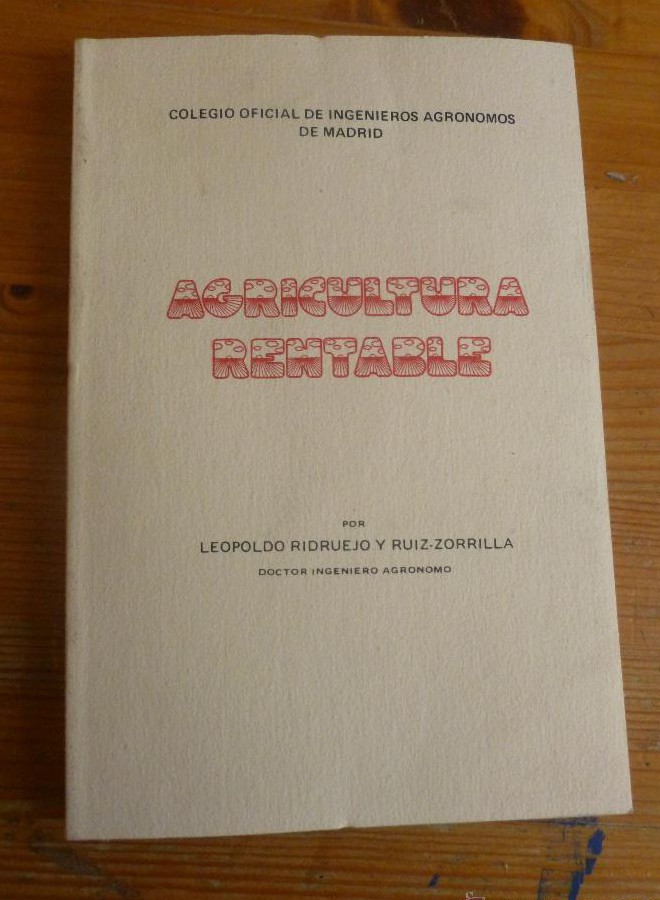 COLEGIO OFICIAL DE INGENIEROS AGRONOMOS
DE MADRID
AGRICULTURA
RENTABLE
POR
LEOPOLDO RIDRUEJO Y RUIZ-ZORRILLA
DOCTOR INGENIERO AGRONOMO